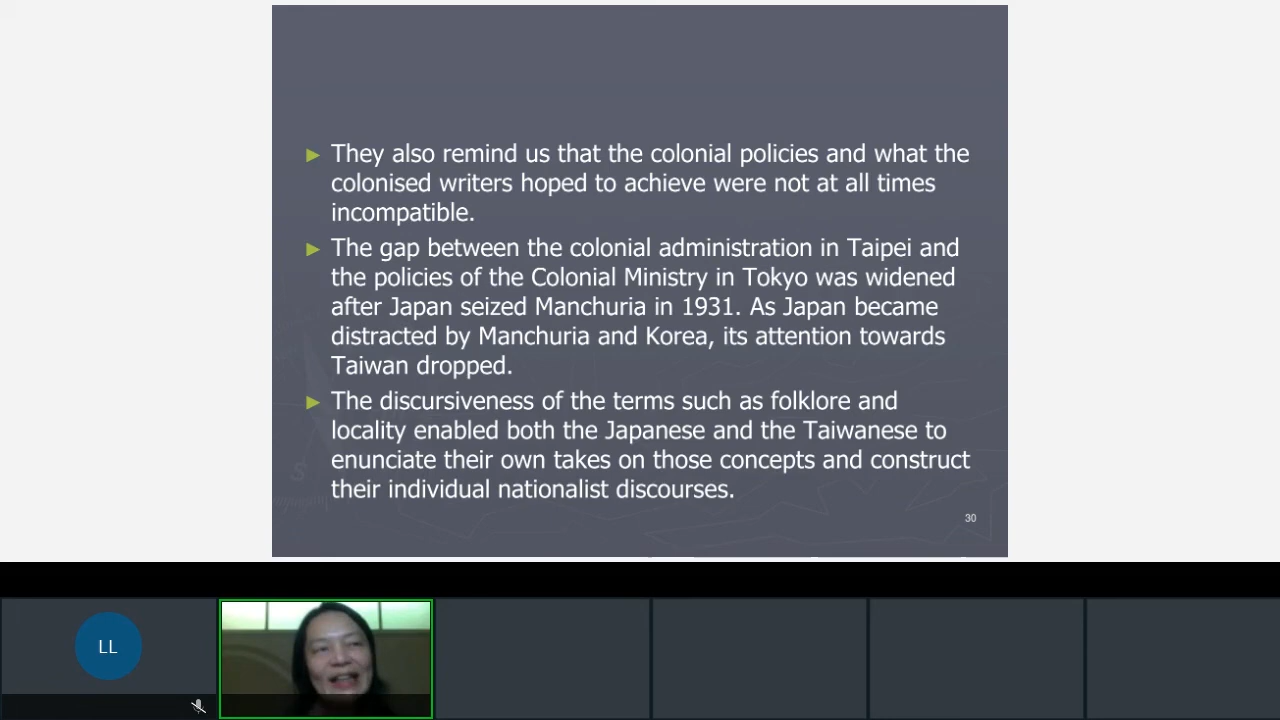 They also remind us that the colonial policies and what the
colonised writers hoped to achieve were not at all times
incompatible.
The gap between the colonial administration in Taipei and
the policies of the Colonial Ministry in Tokyo was widened
after Japan seized Manchuria in 1931. As Japan became
distracted by Manchuria and Korea, its attention towards
Taiwan dropped.
The discursiveness of the terms such as folklore and
locality enabled both the Japanese and the Taiwanese to
enunciate their own takes on those concepts and construct
their individual nationalist discourses.
30
LL